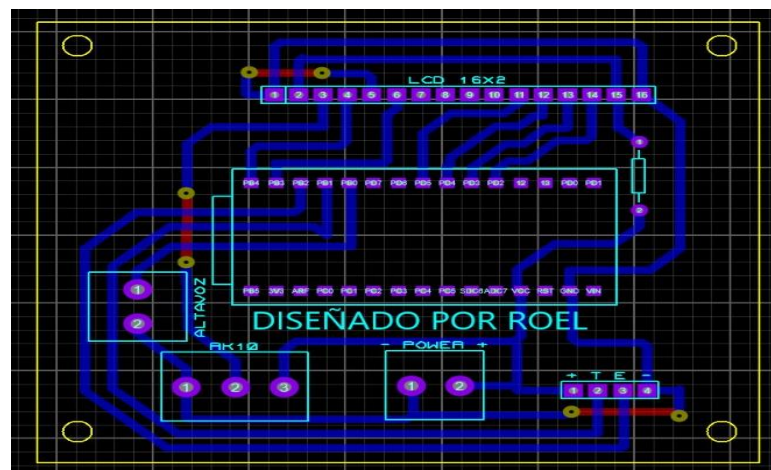 LCD 16X2
1 2 3 4 5 6 7 8 9 10 11 12 13 14 15 16
1
PB4 PB3 PB2 PB1 PB0 PD7 PD6 PD5 PD4 PD3 PD2 12 13 PD0 PD1
2
PB5 3V3 ARF PC0 PC1 PC2 PC3 PC4 PC5 VCC RST GND VIN
1
2
ALTAVOZ
DISEÑADO POR ROEL
RK10
- POWER +
+ T E -
1 2 3
1 2
1 2 3 4